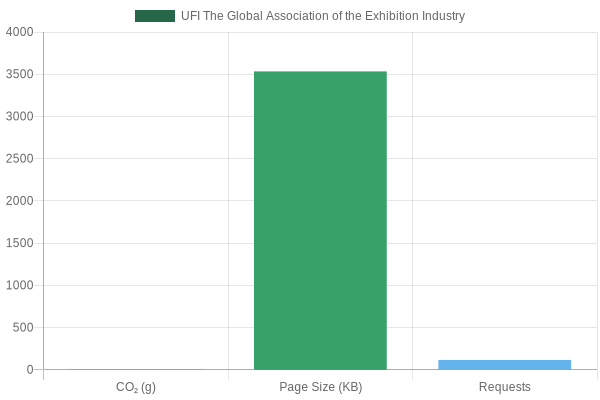 UFI The Global Association of the Exhibition Industry
4000
3500
3000
2500
2000
1500
1000
500
0
CO₂ (g)
Page Size (KB)
Requests